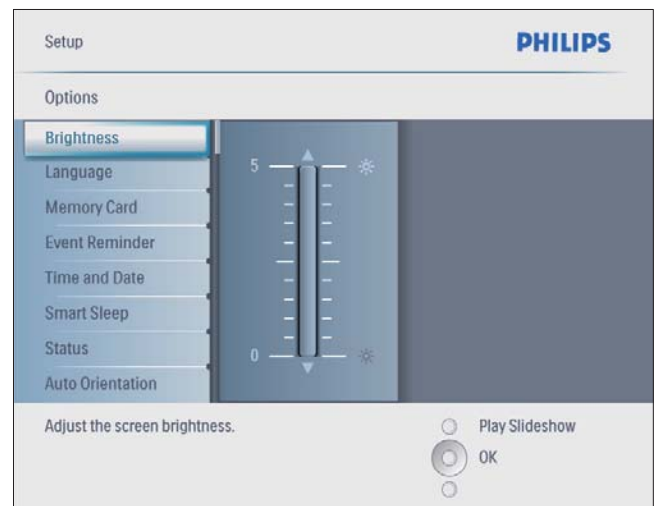 Setup
PHILIPS
Options
Brightness
Language
Memory Card
Event Reminder
Time and Date
Smart Sleep
Status
Auto Orientation
5
0
Adjust the screen brightness.
Play Slideshow
OK